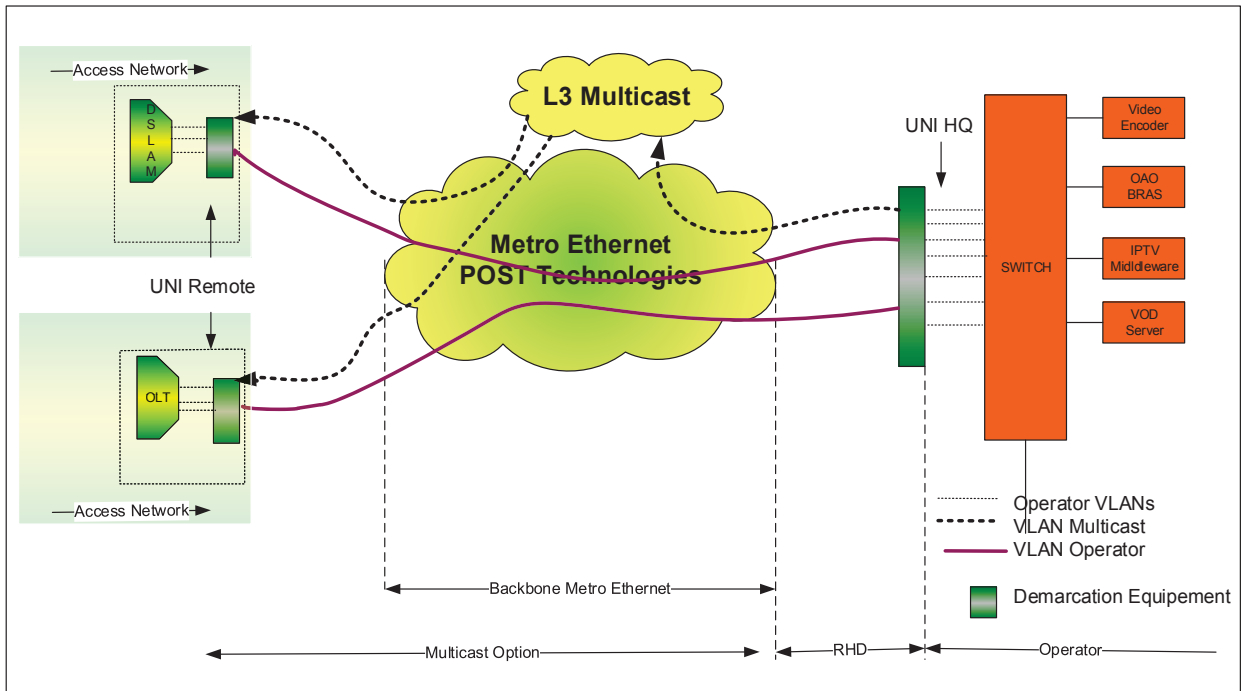 Access Network
D
S
L
A
M
UNI Remote
OLT
Access Network
L3 Multicast
Metro Ethernet
POST Technologies
UNI HQ
SWITCH
Video
Encoder
OAO
BRAS
IPTV
Midldleware
VOD
Server
Operator VLANs
VLAN Multicast
VLAN Operator
Demarcation Equipement
Backbone Metro Ethernet
Multicast Option
RHD
Operator